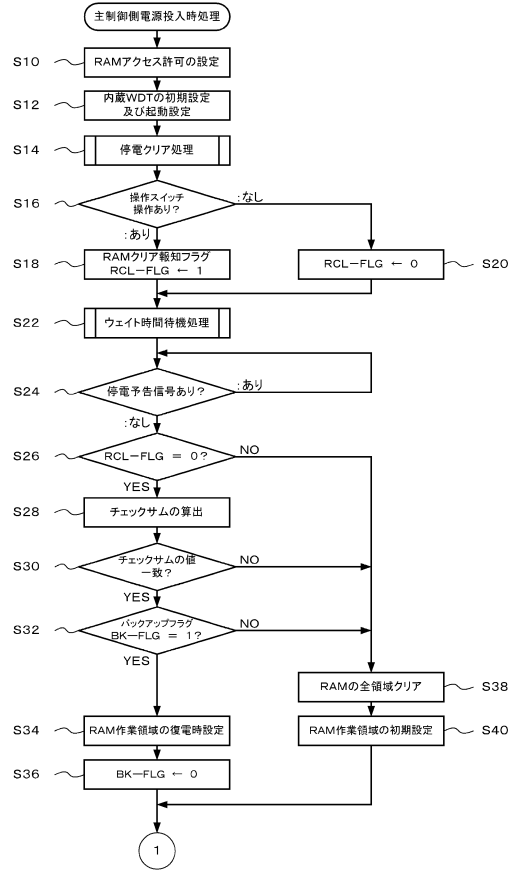 主制御側電源投入時処理
S10
RAMアクセス許可の設定
S12
内蔵WDTの初期設定
及び起動設定
S14
停電クリア処理
S16
操作スイッチ
操作あり？
:なし
:あり
S18
RAMクリア報知フラグ
RCL－FLG ← 1
RCL－FLG ← 0
S20
S22
ウェイト時間待機処理
S24
停電予告信号あり？
:あり
:なし
S26
RCL－FLG ＝ 0？
NO
YES
S28
チェックサムの算出
S30
チェックサムの値
一致？
NO
YES
S32
バックアップフラグ
BK－FLG ＝ 1？
NO
YES
RAMの全領域クリア
S38
S34
RAM作業領域の復電時設定
RAM作業領域の初期設定
S40
S36
BK－FLG ← 0
1